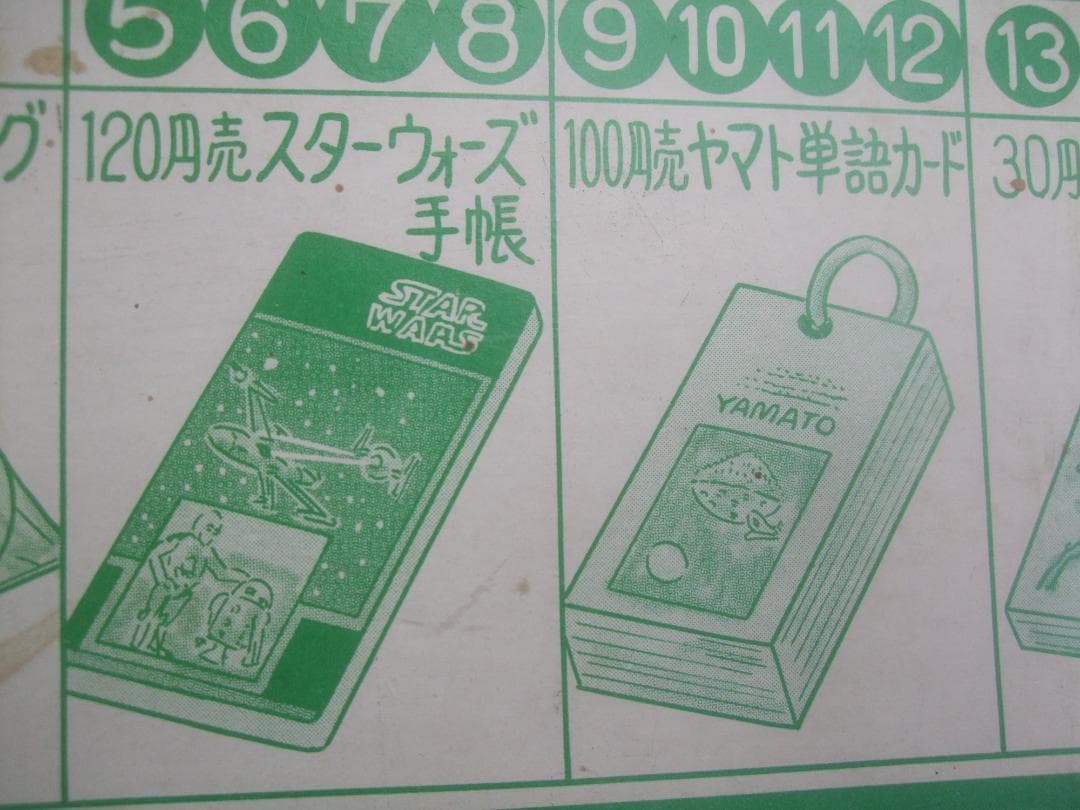 5 6 7 8 9 10 11 12 13
グ
120円売スターウォーズ
手帳
100円売ヤマト単語カード
30円
STAR
WARS
YAMATO